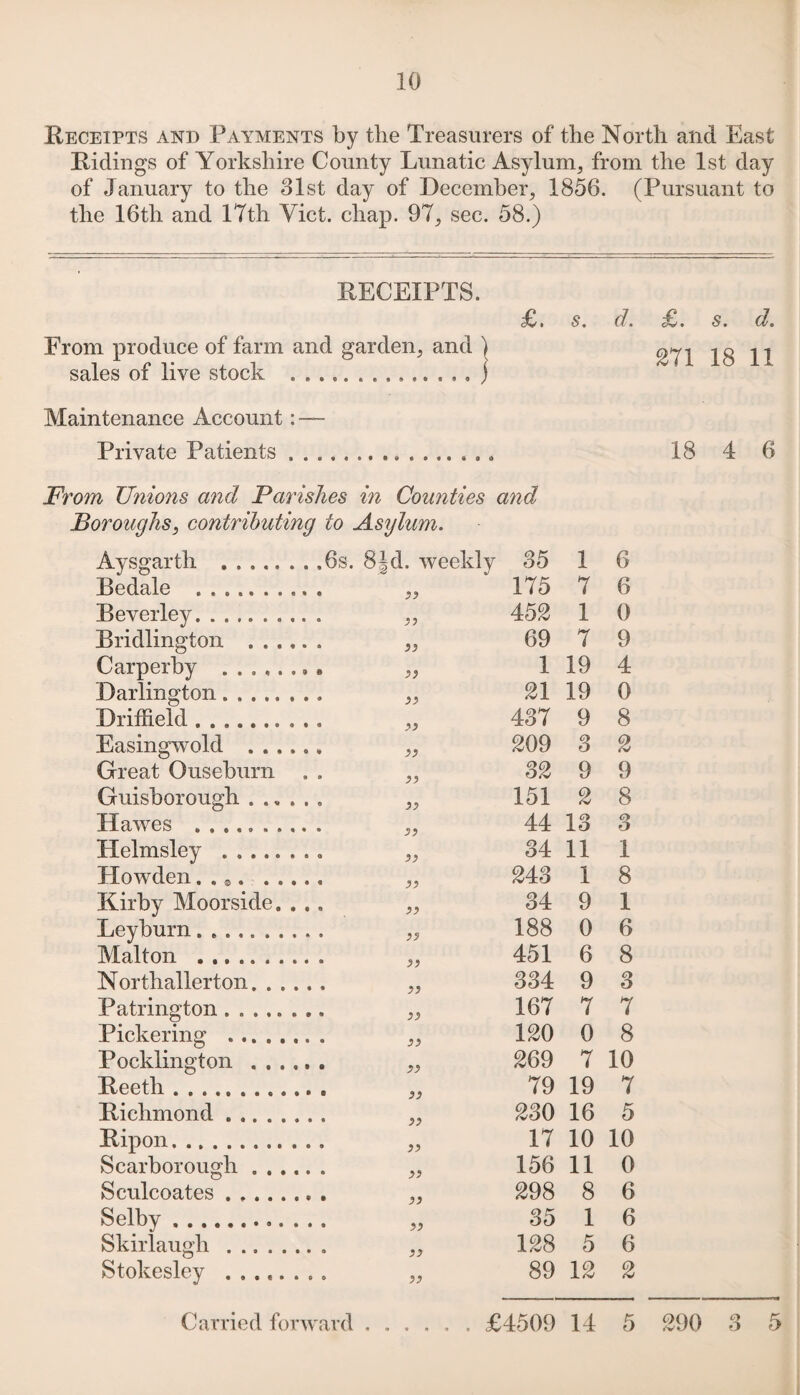 10
Receipts and Payments by the Treasurers of the North and East
Ridings of Yorkshire County Lunatic Asylum, from the 1st day
of January to the 31st day of December, 1856. (Pursuant to
the 16th and 17th Vict. chap. 97, sec. 58.)
RECEIPTS.
£. s. d. £. s. d.
From produce of farm and garden, and )
sales of live stock ............... ) 271 18 11
Maintenance Account:—
Private Patients................ 18 4 6
From Unions and Parishes in Counties and
Boroughs, contributing to Asylum.
Aysgarth .........6s. 8½d. weekly 35 1 6
Bedale .......... „ 175 7 6
Beverley.......... „ 452 1 0
Bridlington ...... „ 69 7 9
Carperby ........ „ 1 19 4
Darlington........ „ 21 19 0
Driffield.......... „ 437 9 8
Easingwold ...... „ 209 3 2
Great Ouseburn .. „ 32 9 9
Guisborough...... „ 151 2 8
Hawes .......... „ 44 13 3
Helmsley ........ „ 34 11 1
Howden......... „ 243 1 8
Kirby Moorside.... „ 34 9 1
Leyburn.......... „ 188 0 6
Malton .......... „ 451 6 8
Northallerton...... „ 334 9 3
Patrington........ „ 167 7 7
Pickering ........ „ 120 0 8
Pocklington ...... „ 269 7 10
Reeth............ „ 79 19 7
Richmond........ „ 230 16 5
Ripon............ „ 17 10 10
Scarborough...... „ 156 11 0
Sculcoates........ „ 298 8 6
Selby............ „ 35 1 6
Skirlaugh ........ „ 128 5 6
Stokesley ........ „ 89 12 2
Carried forward...... £4509 14 5 290 3 5